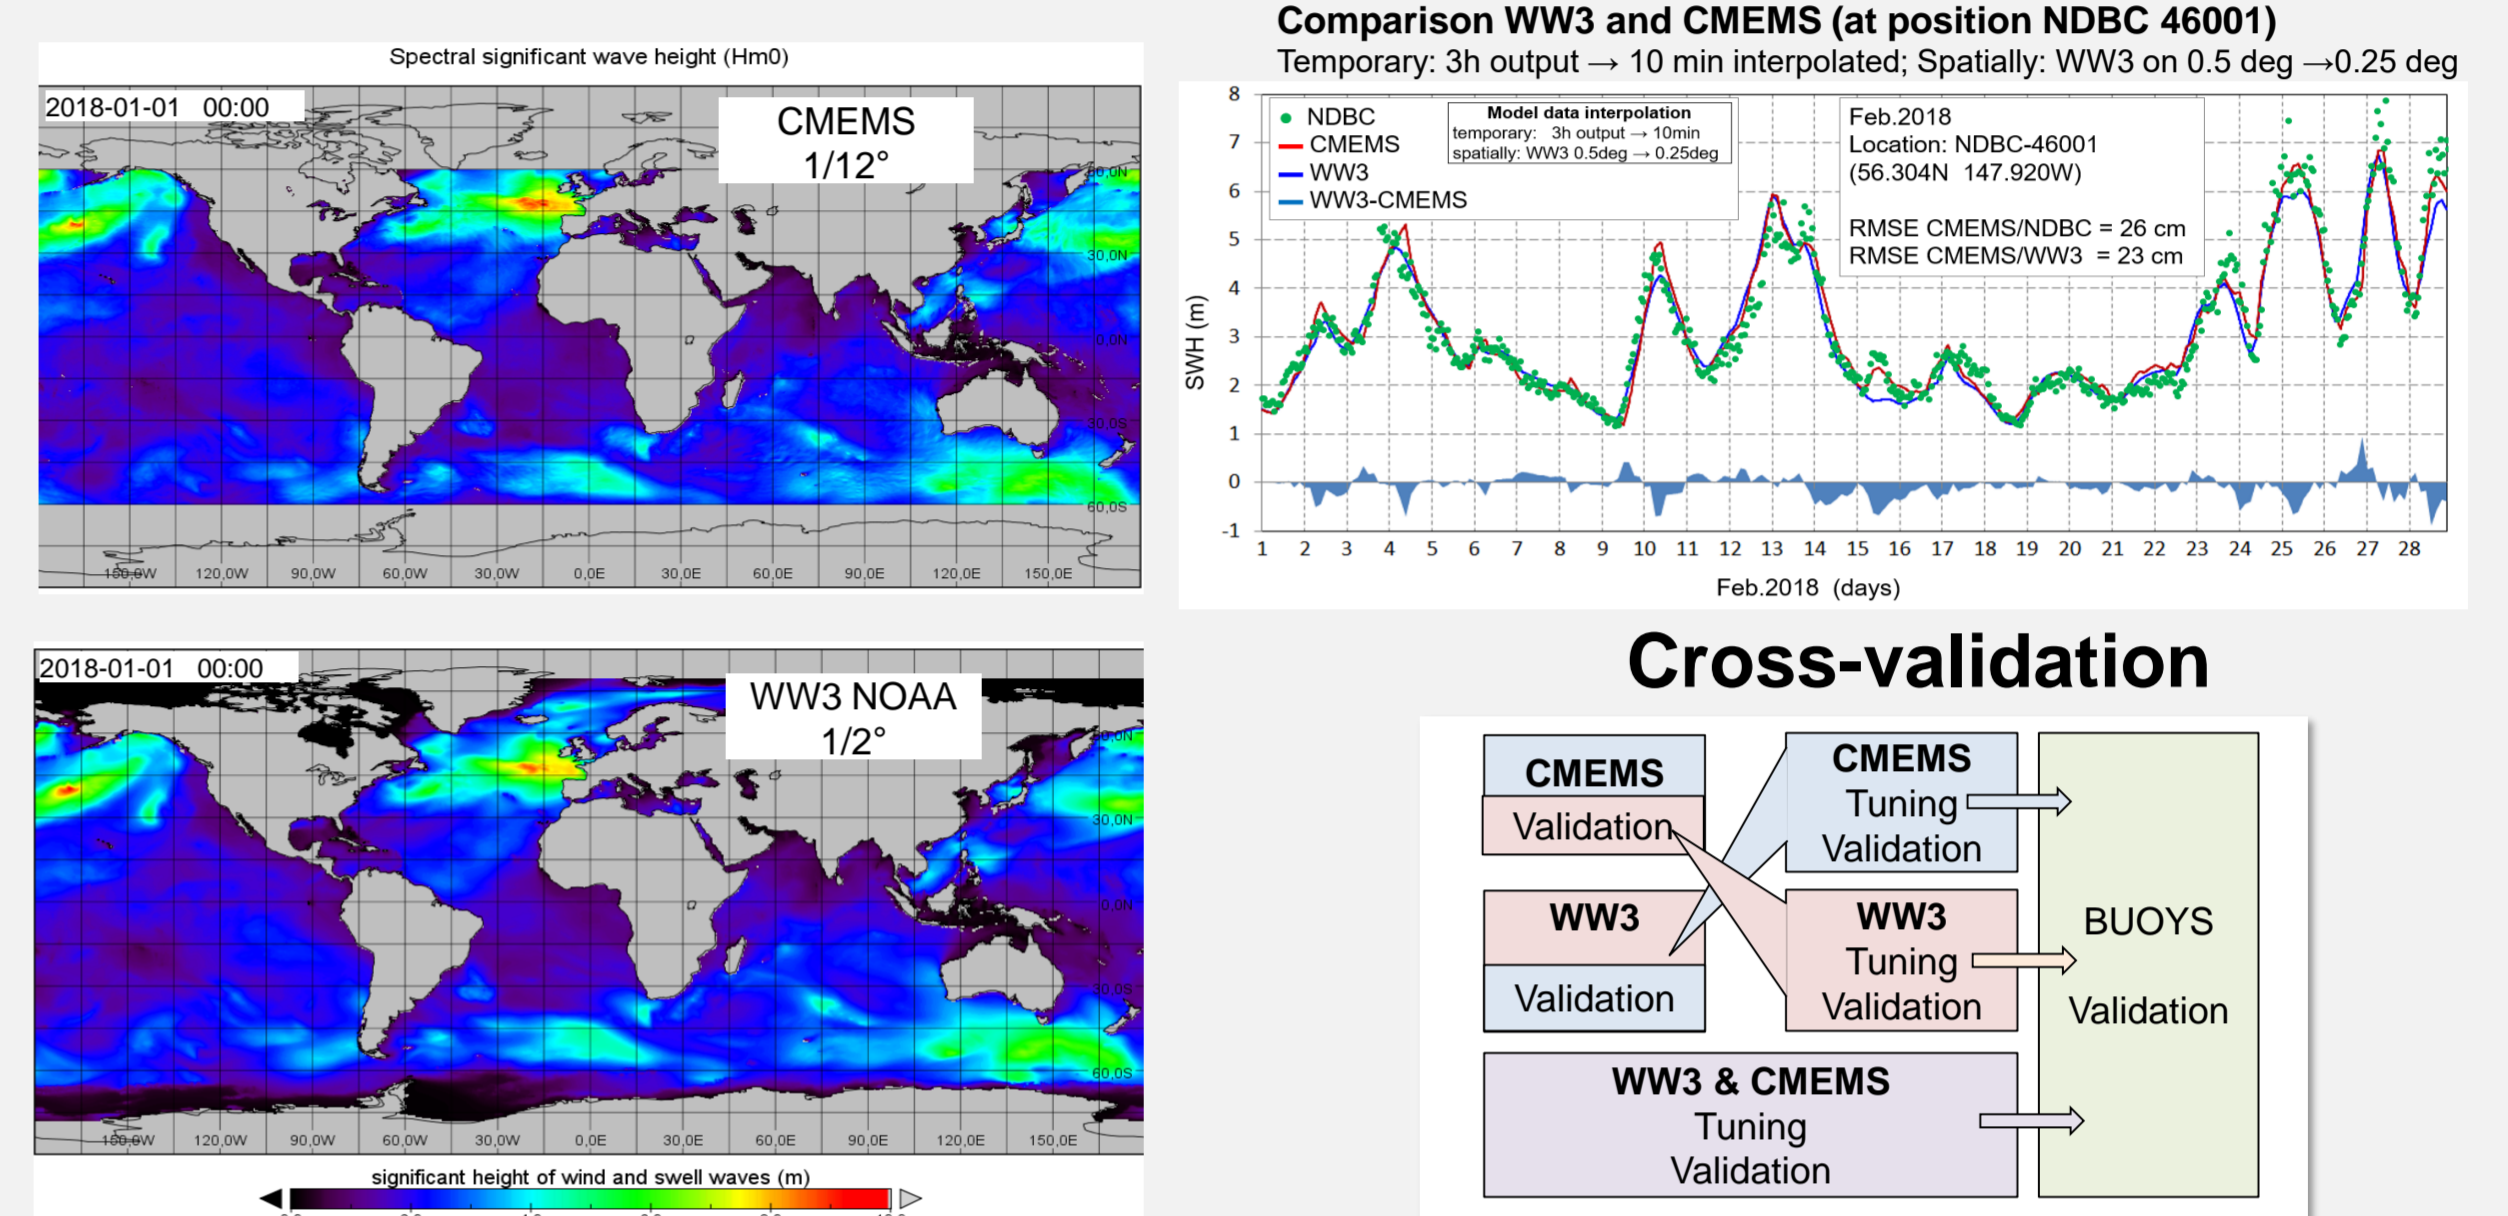 Spectral significant wave height (Hm0)
2018-01-01 00:00
CMEMS
1/12°
60,0N
30,0N
0,0N
30,0S
60,0S
150,0W 120,0W 90,0W 60,0W 30,0W 0,0E 30,0E 60,0E 90,0E 120,0E 150,0E
2018-01-01 00:00
WW3 NOAA
1/2°
30,0N
0,0N
30,0S
60,0S
150,0W 120,0W 90,0W 60,0W 30,0W 0,0E 30,0E 60,0E 90,0E 120,0E 150,0E
significant height of wind and swell waves (m)
Comparison WW3 and CMEMS (at position NDBC 46001)
Temporary: 3h output → 10 min interpolated; Spatially: WW3 on 0.5 deg →0.25 deg
NDBC
CMEMS
WW3
WW3-CMEMS
Model data interpolation
temporary: 3h output → 10min
spatially: WW3 0.5deg → 0.25deg
Feb.2018
Location: NDBC-46001
(56.304N 147.920W)
RMSE CMEMS/NDBC = 26 cm
RMSE CMEMS/WW3 = 23 cm
SWH (m)
8
7
6
5
4
3
2
1
0
-1
1 2 3 4 5 6 7 8 9 10 11 12 13 14 15 16 17 18 19 20 21 22 23 24 25 26 27 28
Feb.2018 (days)
Cross-validation
CMEMS
Validation
WW3
Validation
CMEMS
Tuning
Validation
WW3
Tuning
Validation
WW3 & CMEMS
Tuning
Validation
BUOYS
Validation